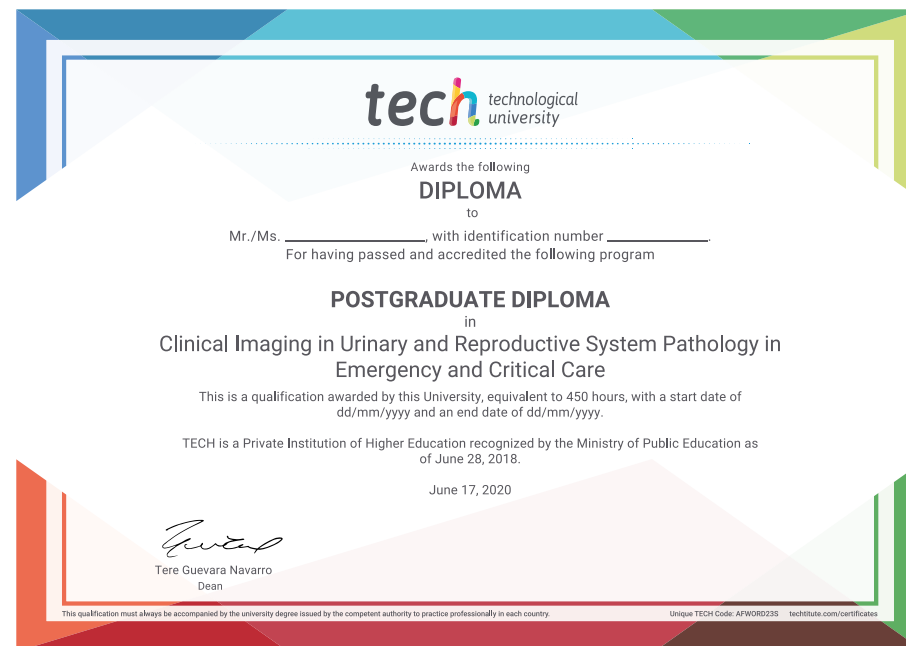 tech technological
university
Awards the following
DIPLOMA
to
Mr./Ms. ____________________, with identification number ______________.
For having passed and accredited the following program
POSTGRADUATE DIPLOMA
in
Clinical Imaging in Urinary and Reproductive System Pathology in
Emergency and Critical Care
This is a qualification awarded by this University, equivalent to 450 hours, with a start date of
dd/mm/yyyy and an end date of dd/mm/yyyy.
TECH is a Private Institution of Higher Education recognized by the Ministry of Public Education as
of June 28, 2018.
June 17, 2020
Tere Guevara Navarro
Dean
This qualification must always be accompanied by the university degree issued by the competent authority to practice professionally in each country. Unique TECH Code: AFWORD23S techtitute.com/certificates